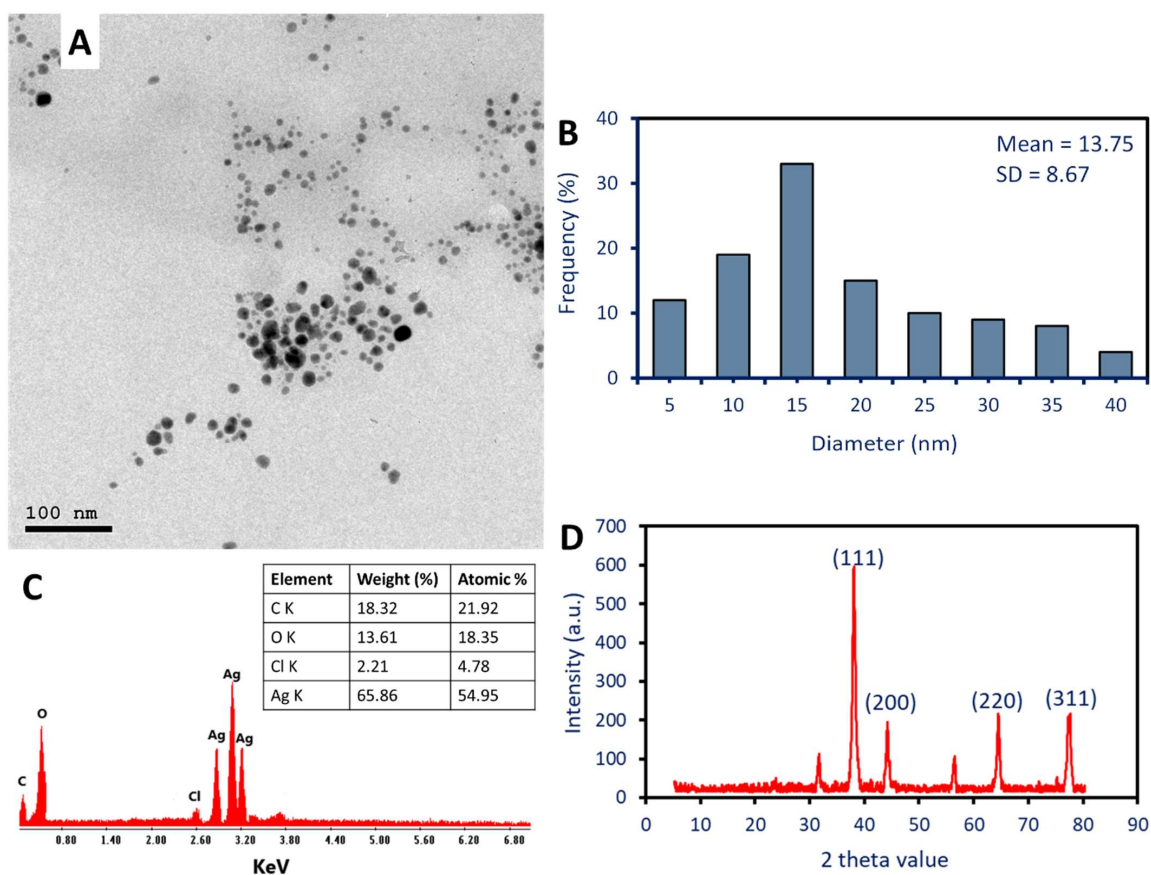 A
100 nm
B
Mean = 13.75
SD = 8.67
Frequency (%)
40
30
20
10
0
5 10 15 20 25 30 35 40
Diameter (nm)
C
Element Weight (%) Atomic %
C K 18.32 21.92
O K 13.61 18.35
Cl K 2.21 4.78
Ag K 65.86 54.95
C
O
Cl
Ag
Ag
Ag
0.80 1.40 2.00 2.60 3.20 3.80 4.40 5.00 5.60 6.20 6.80
KeV
D
Intensity (a.u.)
700
600
500
400
300
200
100
0
(111)
(200)
(220)
(311)
0 10 20 30 40 50 60 70 80 90
2 theta value